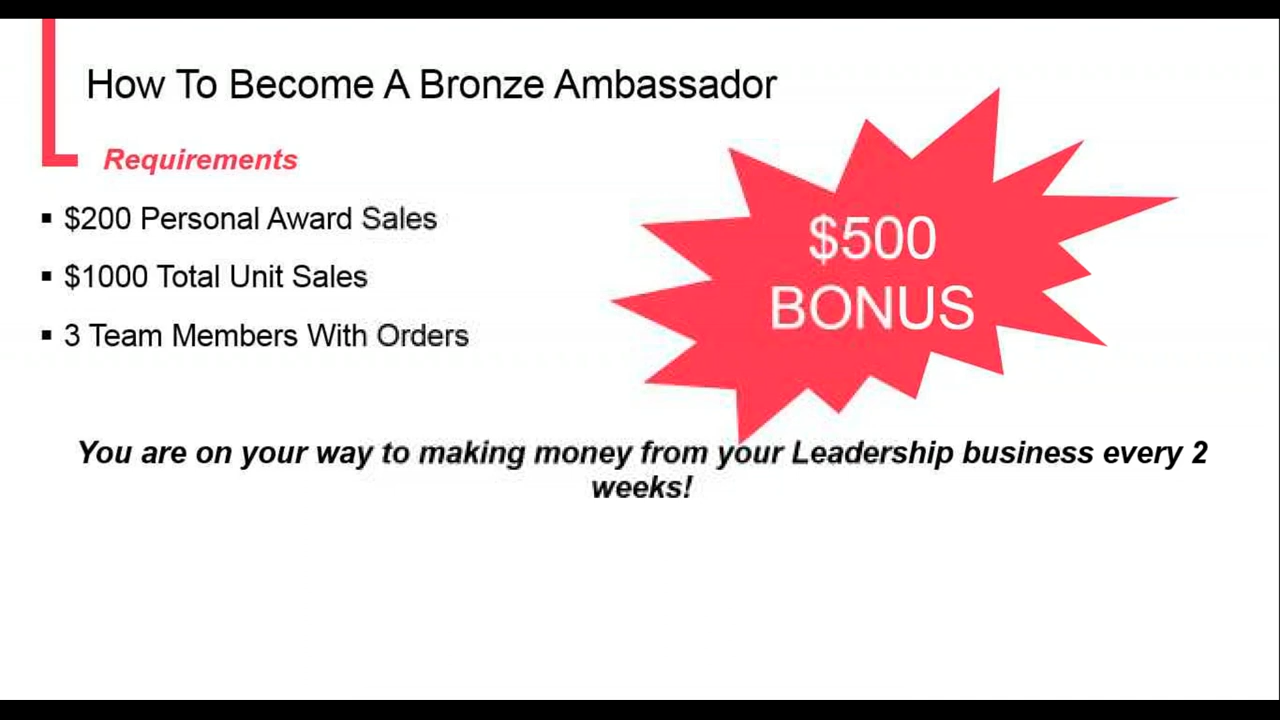 How To Become A Bronze Ambassador
Requirements
▪ $200 Personal Award Sales
▪ $1000 Total Unit Sales
▪ 3 Team Members With Orders
$500
BONUS
You are on your way to making money from your Leadership business every 2
weeks!